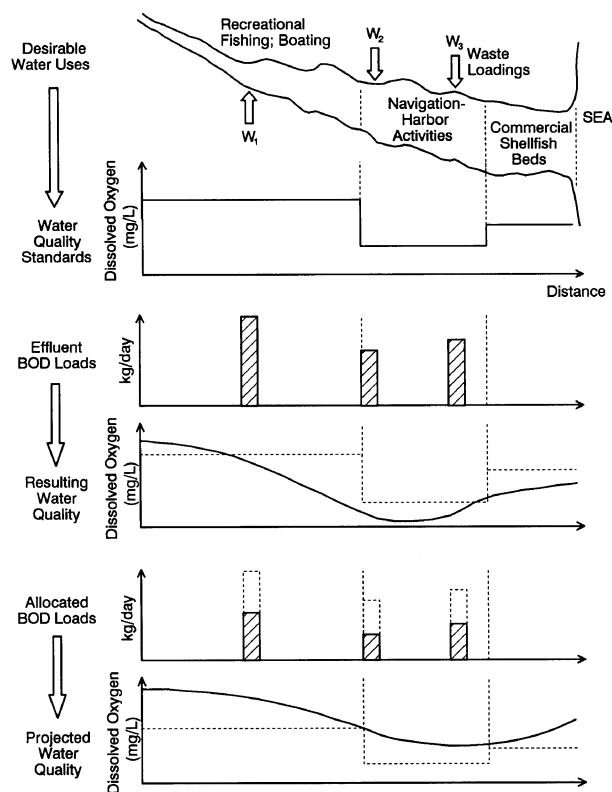 Desirable
Water Uses
Recreational
Fishing; Boating
W2
W3
Waste
Loadings
W1
Navigation-
Harbor
Activities
Commercial
Shellfish
Beds
SEA
Water
Quality
Standards
Dissolved Oxygen
(mg/L)
Distance
Effluent
BOD Loads
kg/day
Resulting
Water
Quality
Dissolved Oxygen
(mg/L)
Allocated
BOD Loads
kg/day
Projected
Water
Quality
Dissolved Oxygen
(mg/L)